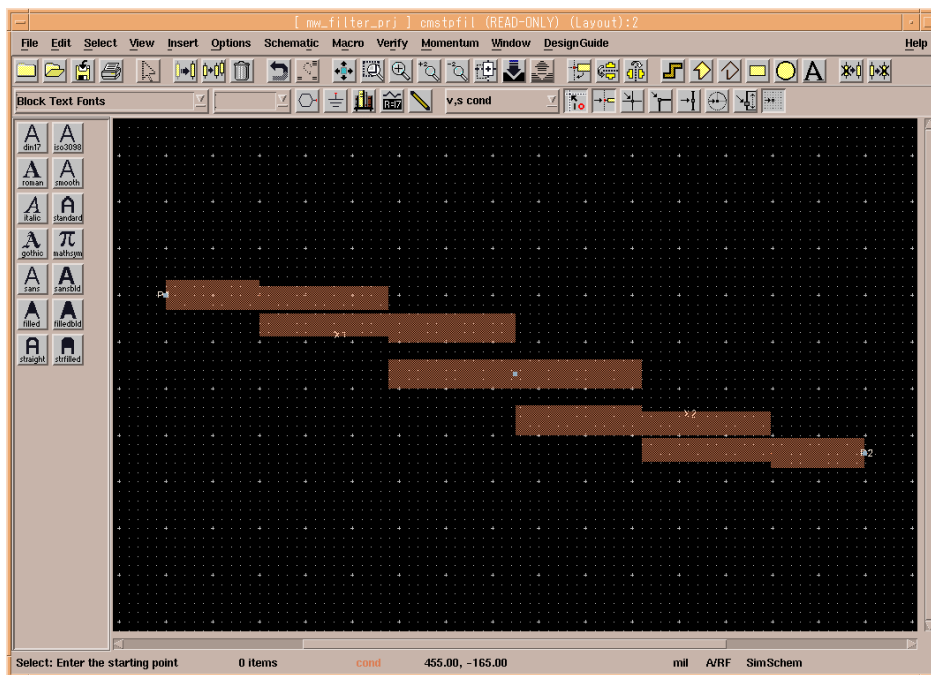 [ mw_filter_prj ] cmstpfil (READ-ONLY) (Layout):2
File Edit Select View Insert Options Schematic Macro Verify Momentum Window DesignGuide Help
Block Text Fonts v,s cond
A A
din17 iso3098
A A
roman smooth
A A
italic standard
A π
gothic mathsym
A A
sans sansbld
A A
filled filledbld
A A
straight strfilled
P
1
2
2
Select: Enter the starting point 0 items cond 455.00, -165.00 mil A/RF SimSchem